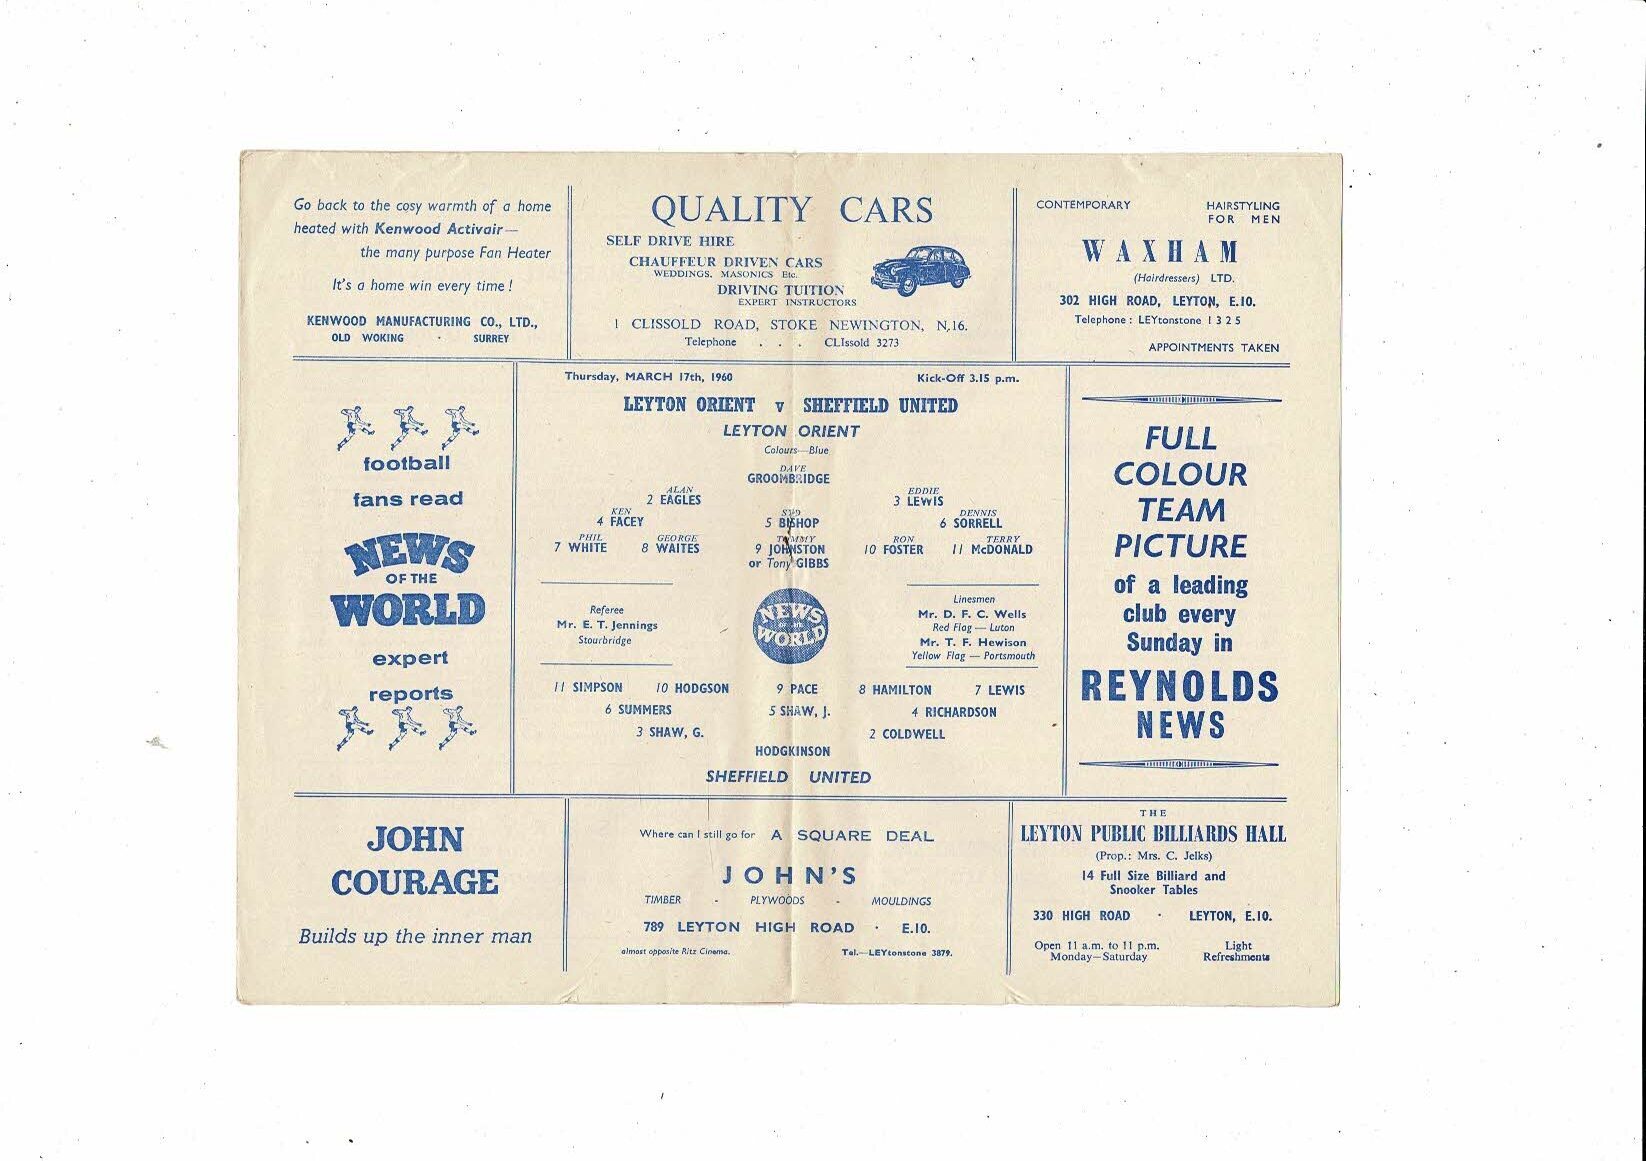 Go back to the cosy warmth of a home
heated with Kenwood Activair—
the many purpose Fan Heater
It's a home win every time !
KENWOOD MANUFACTURING CO., LTD.,
OLD WOKING · SURREY
QUALITY CARS
SELF DRIVE HIRE
CHAUFFEUR DRIVEN CARS
WEDDINGS. MASONICS Etc.
DRIVING TUITION
EXPERT INSTRUCTORS
1 CLISSOLD ROAD, STOKE NEWINGTON, N.16.
Telephone . . . CLIssold 3273
CONTEMPORARY HAIRSTYLING
FOR MEN
WAXHAM
(Hairdressers) LTD.
302 HIGH ROAD, LEYTON, E.10.
Telephone : LEYtonstone 1 3 2 5
APPOINTMENTS TAKEN
football
fans read
NEWS
OF THE
WORLD
expert
reports
Thursday, MARCH 17th, 1960 Kick-Off 3.15 p.m.
LEYTON ORIENT v SHEFFIELD UNITED
LEYTON ORIENT
Colours—Blue
DAVE
GROOMBRIDGE
ALAN EDDIE
2 EAGLES 3 LEWIS
KEN SYD DENNIS
4 FACEY 5 BISHOP 6 SORRELL
PHIL GEORGE TOMMY RON TERRY
7 WHITE 8 WAITES 9 JOHNSTON 10 FOSTER 11 McDONALD
or Tony GIBBS
Referee
Mr. E. T. Jennings
Stourbridge
NEWS
OF THE
WORLD
Linesmen
Mr. D. F. C. Wells
Red Flag — Luton
Mr. T. F. Hewison
Yellow Flag — Portsmouth
11 SIMPSON 10 HODGSON 9 PACE 8 HAMILTON 7 LEWIS
6 SUMMERS 5 SHAW, J. 4 RICHARDSON
3 SHAW, G. 2 COLDWELL
HODGKINSON
SHEFFIELD UNITED
FULL
COLOUR
TEAM
PICTURE
of a leading
club every
Sunday in
REYNOLDS
NEWS
JOHN
COURAGE
Builds up the inner man
Where can I still go for A SQUARE DEAL
JOHN'S
TIMBER - PLYWOODS - MOULDINGS
789 LEYTON HIGH ROAD · E.10.
almost opposite Ritz Cinema. Tel.—LEYtonstone 3879.
THE
LEYTON PUBLIC BILLIARDS HALL
(Prop.: Mrs. C. Jelks)
14 Full Size Billiard and
Snooker Tables
330 HIGH ROAD · LEYTON, E.10.
Open 11 a.m. to 11 p.m. Light
Monday—Saturday Refreshments